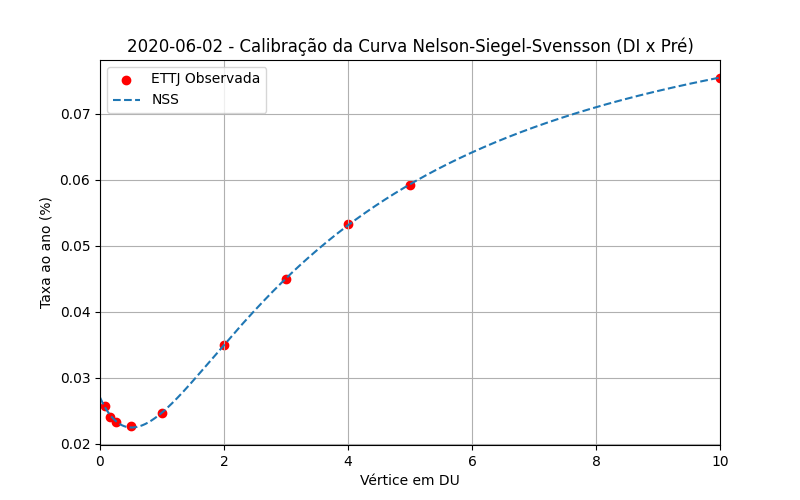 2020-06-02 - Calibração da Curva Nelson-Siegel-Svensson (DI x Pré)
ETTJ Observada
NSS
Taxa ao ano (%)
0.07
0.06
0.05
0.04
0.03
0.02
0 2 4 6 8 10
Vértice em DU